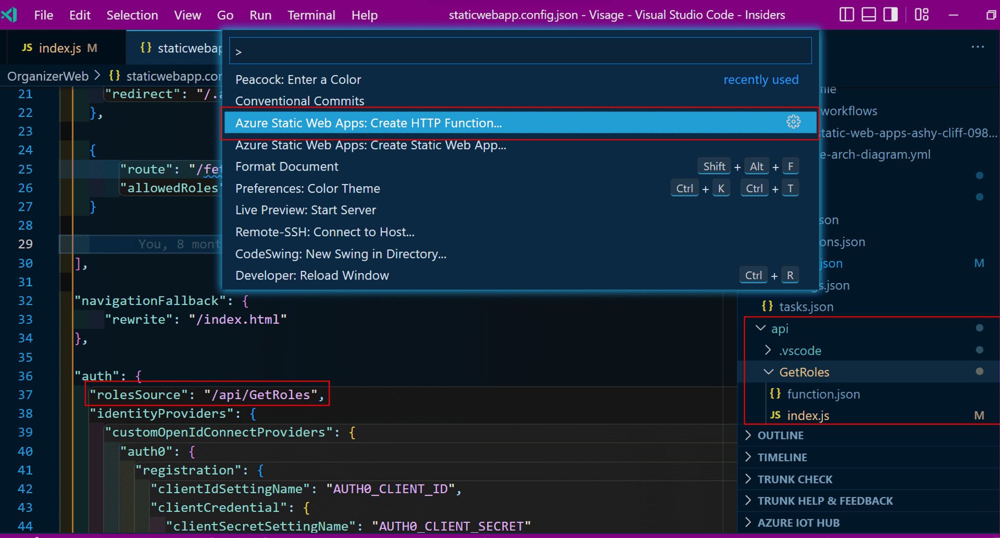 File Edit Selection View Go Run Terminal Help staticwebapp.config.json - Visage - Visual Studio Code - Insiders
JS index.js M {} staticwebap
...
>
OrganizerWeb > {} staticwebapp.cor
Peacock: Enter a Color recently used
Conventional Commits
Azure Static Web Apps: Create HTTP Function...
Azure Static Web Apps: Create Static Web App...
Format Document Shift + Alt + F
Preferences: Color Theme Ctrl + K Ctrl + T
Live Preview: Start Server
Remote-SSH: Connect to Host...
CodeSwing: New Swing in Directory...
Developer: Reload Window Ctrl + R
21 "redirect": "/.a
22 },
23
24 {
25 "route": "/fet
26 "allowedRoles"
27 }
28
29 You, 8 mont
30 ],
31
32 "navigationFallback": {
33 "rewrite": "/index.html"
34 },
35
36 "auth": {
37 "rolesSource": "/api/GetRoles",
38 "identityProviders": {
39 "customOpenIdConnectProviders": {
40 "auth0": {
41 "registration": {
42 "clientIdSettingName": "AUTH0_CLIENT_ID",
43 "clientCredential": {
44 "clientSecretSettingName": "AUTH0_CLIENT_SECRET"
workflows
tatic-web-apps-ashy-cliff-098...
e-arch-diagram.yml
son
ons.json
json M
s.json
{} tasks.json
api
.vscode
GetRoles
{} function.json
JS index.js M
OUTLINE
TIMELINE
TRUNK CHECK
TRUNK HELP & FEEDBACK
AZURE IOT HUB